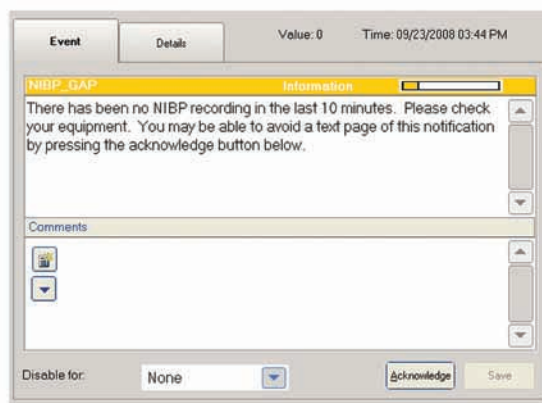 Event Details Value: 0 Time: 09/23/2008 03:44 PM
NIBP_GAP Information
There has been no NIBP recording in the last 10 minutes. Please check
your equipment. You may be able to avoid a text page of this notification
by pressing the acknowledge button below.
Comments
Disable for: None Acknowledge Save